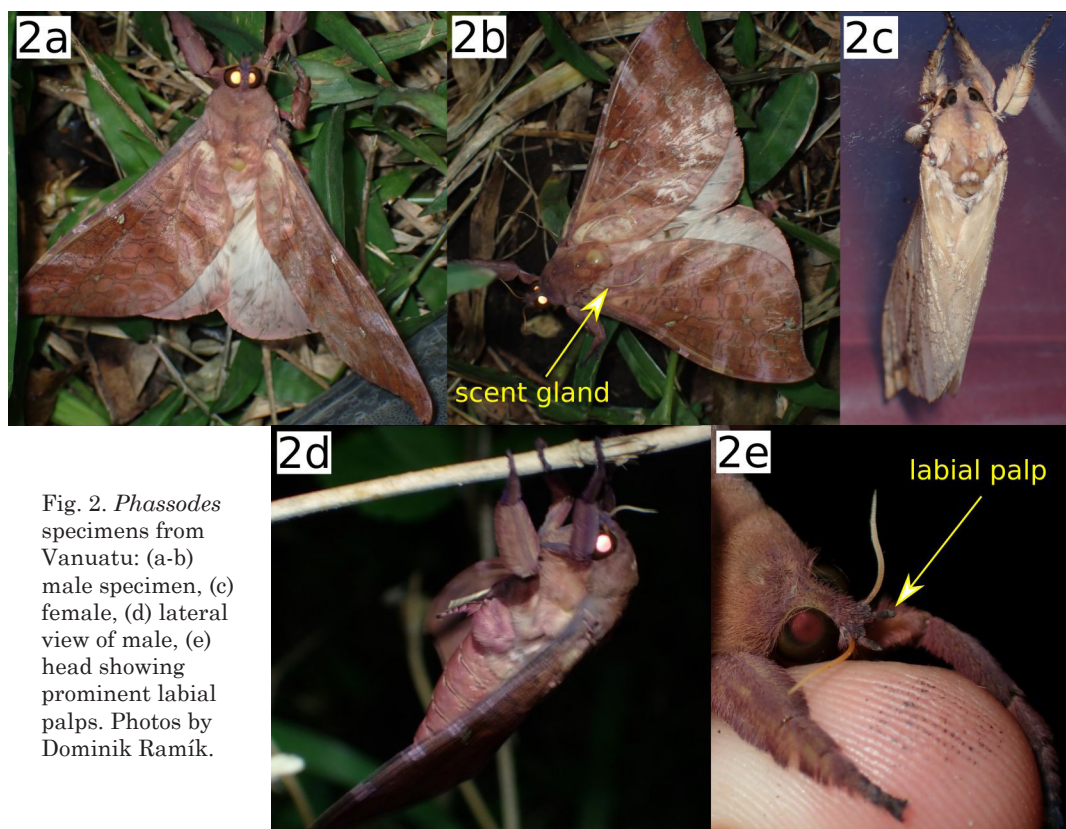 2a
2b
2c
scent gland
2d
2e
labial palp
Fig. 2. Phassodes
specimens from
Vanuatu: (a-b)
male specimen, (c)
female, (d) lateral
view of male, (e)
head showing
prominent labial
palps. Photos by
Dominik Ramík.